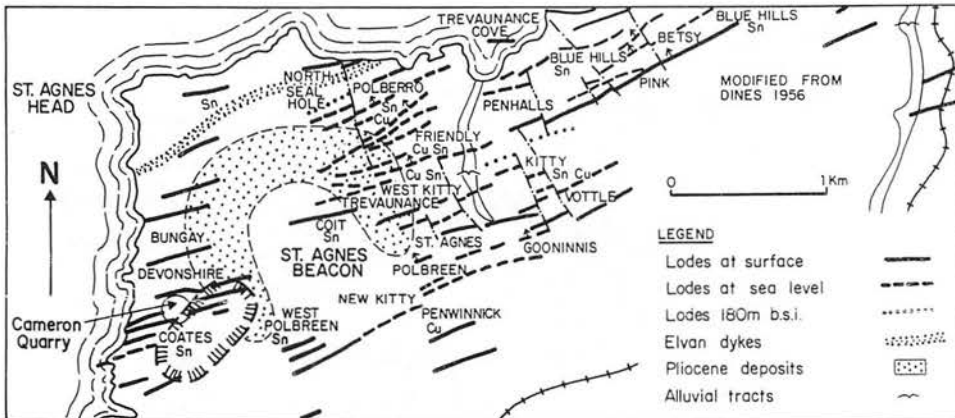 TREVAUNANCE
COVE
BLUE HILLS
Sn
BETSY
BLUE HILLS
Sn
PINK
MODIFIED FROM
DINES 1956
ST. AGNES
HEAD
Sn
NORTH
SEAL
HOLE
POLBERRO
Sn
Cu
PENHALLS
FRIENDLY
Cu Sn
Cu Sn
KITTY
Sn Cu
WEST KITTY
TREVAUNANCE
VOTTLE
N
0 1 Km
COIT
Sn
ST. AGNES
GOONINNIS
BUNGAY
ST. AGNES
BEACON
POLBREEN
DEVONSHIRE
NEW KITTY
Cameron
Quarry
COATES
Sn
WEST
POLBREEN
Sn
PENWINNICK
Cu
LEGEND
Lodes at surface
Lodes at sea level
Lodes 180m b.s.l.
Elvan dykes
Pliocene deposits
Alluvial tracts